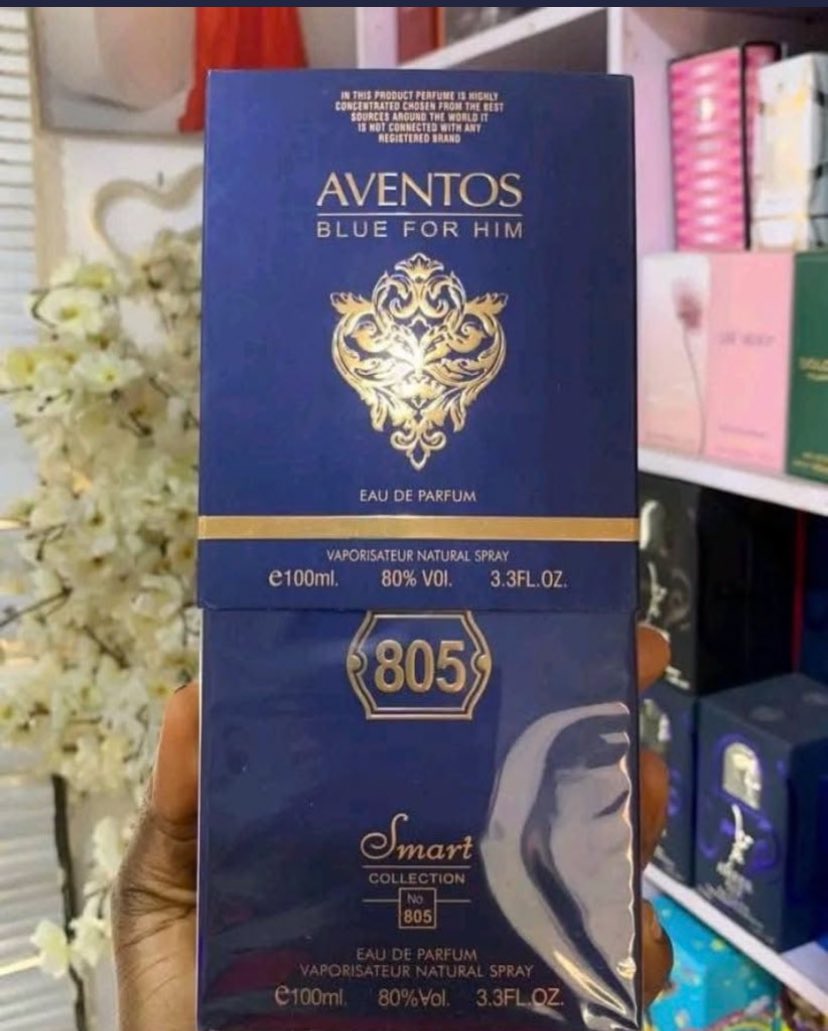 IN THIS PRODUCT PERFUME IS HIGHLY
CONCENTRATED CHOSEN FROM THE BEST
SOURCES AROUND THE WORLD IT
IS NOT CONNECTED WITH ANY
REGISTERED BRAND
AVENTOS
BLUE FOR HIM
EAU DE PARFUM
VAPORISATEUR NATURAL SPRAY
e100ml. 80% VOl. 3.3FL.OZ.
805
Smart
COLLECTION
No
805
EAU DE PARFUM
VAPORISATEUR NATURAL SPRAY
e100ml. 80%Vol. 3.3FL.OZ.